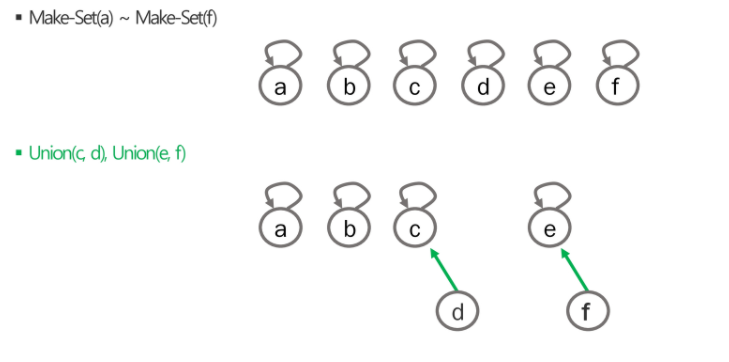 ▪ Make-Set(a) ~ Make-Set(f)
a b c d e f
▪ Union(c, d), Union(e, f)
a b c e
d f